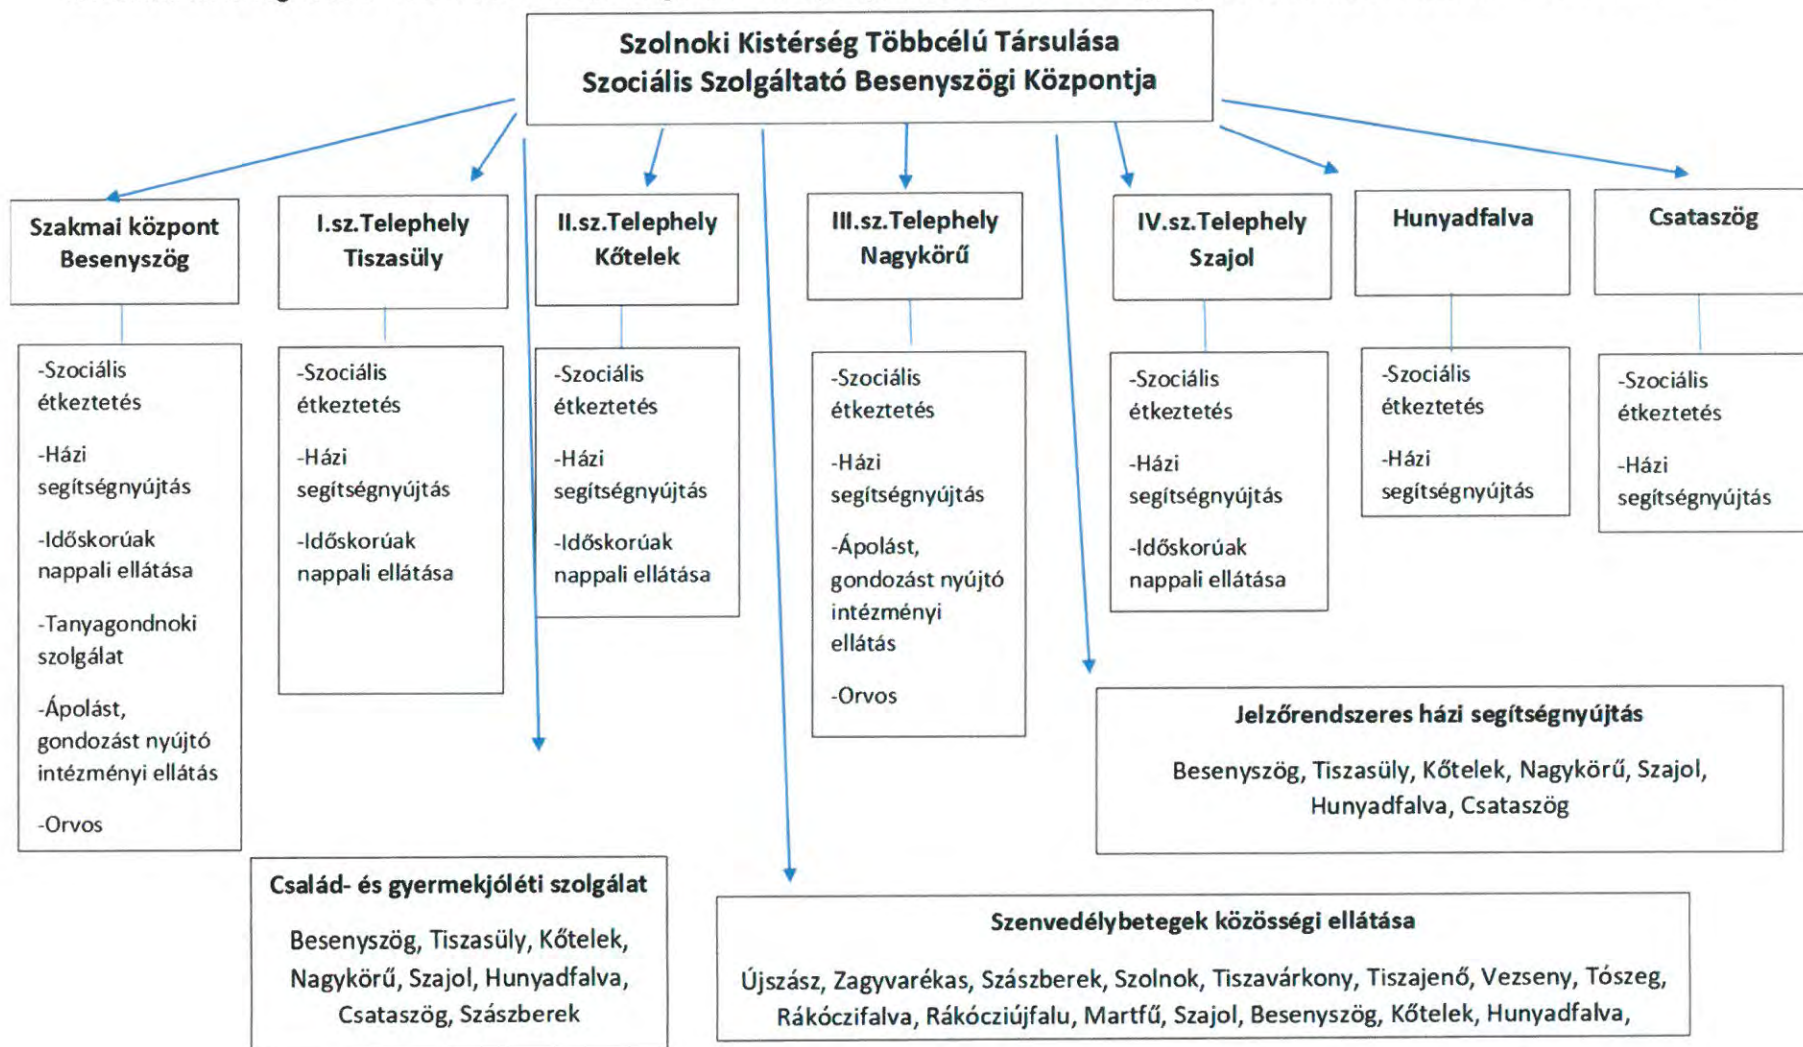 Szolnoki Kistérség Többcélú Társulása
Szociális Szolgáltató Besenyszögi Központja
Szakmai központ
Besenyszög
I.sz.Telephely
Tiszasüly
II.sz.Telephely
Kőtelek
III.sz.Telephely
Nagykörű
IV.sz.Telephely
Szajol
Hunyadfalva
Csataszög
-Szociális
étkeztetés
-Házi
segítségnyújtás
-Időskorúak
nappali ellátása
-Tanyagondnoki
szolgálat
-Ápolást,
gondozást nyújtó
intézményi ellátás
-Orvos
-Szociális
étkeztetés
-Házi
segítségnyújtás
-Időskorúak
nappali ellátása
-Szociális
étkeztetés
-Házi
segítségnyújtás
-Időskorúak
nappali ellátása
-Szociális
étkeztetés
-Házi
segítségnyújtás
-Ápolást,
gondozást nyújtó
intézményi
ellátás
-Orvos
-Szociális
étkeztetés
-Házi
segítségnyújtás
-Időskorúak
nappali ellátása
-Szociális
étkeztetés
-Házi
segítségnyújtás
-Szociális
étkeztetés
-Házi
segítségnyújtás
Jelzőrendszeres házi segítségnyújtás
Besenyszög, Tiszasüly, Kőtelek, Nagykörű, Szajol,
Hunyadfalva, Csataszög
Család- és gyermekjóléti szolgálat
Besenyszög, Tiszasüly, Kőtelek,
Nagykörű, Szajol, Hunyadfalva,
Csataszög, Szászberek
Szenvedélybetegek közösségi ellátása
Újszász, Zagyvarékas, Szászberek, Szolnok, Tiszavárkony, Tiszajenő, Vezseny, Tószeg,
Rákóczifalva, Rákócziújfalu, Martfű, Szajol, Besenyszög, Kőtelek, Hunyadfalva,